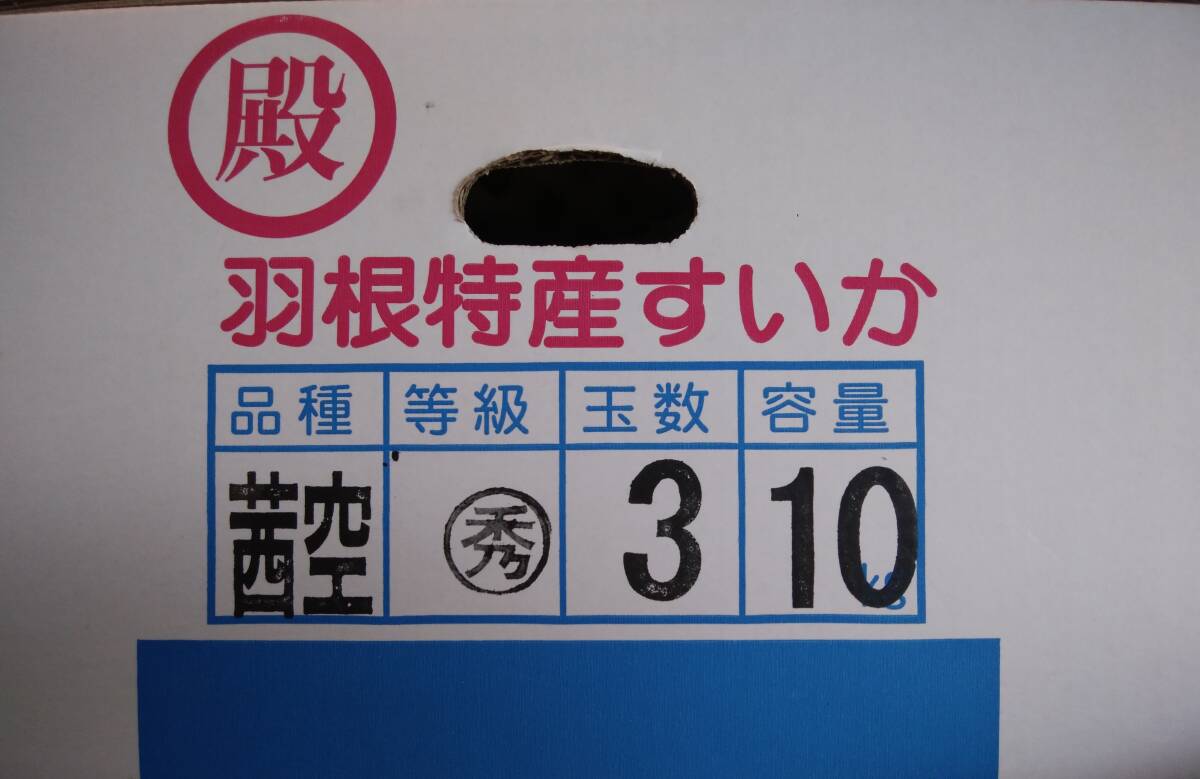 殿
羽根特産すいか
品種 等級 玉数 容量
茜空 秀 3 10kg